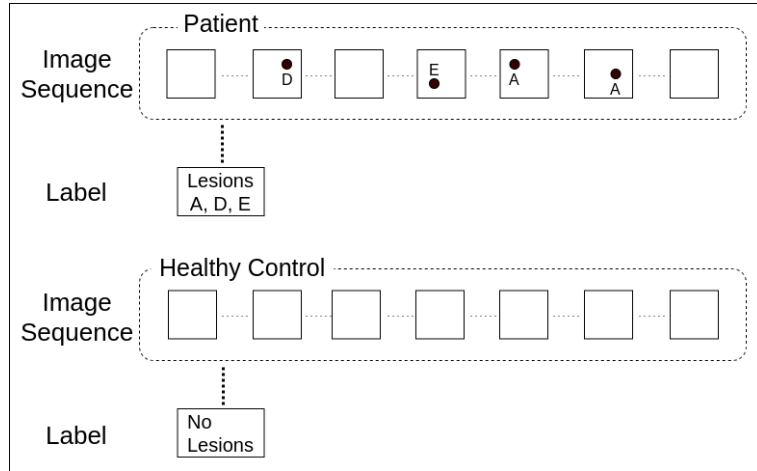 Patient
Image
Sequence
D
E
A
A
Label
Lesions
A, D, E
Healthy Control
Image
Sequence
Label
No
Lesions